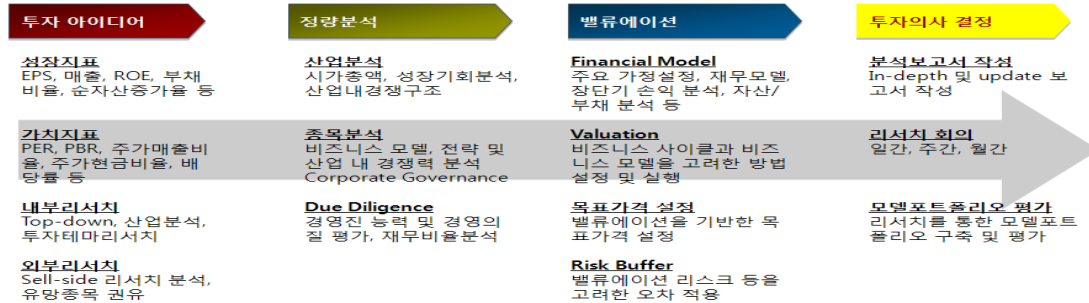 투자 아이디어
성장지표
EPS, 매출, ROE, 부채
비율, 순자산증가율 등
가치지표
PER, PBR, 주가매출비
율, 주가현금비율, 배
당률 등
내부리서치
Top-down, 산업분석,
투자테마리서치
외부리서치
Sell-side 리서치 분석,
유망종목 권유
정량분석
산업분석
시가총액, 성장기회분석,
산업내경쟁구조
종목분석
비즈니스 모델, 전략 및
산업 내 경쟁력 분석
Corporate Governance
Due Diligence
경영진 능력 및 경영의
질 평가, 재무비율분석
밸류에이션
Financial Model
주요 가정설정, 재무모델,
장단기 손익 분석, 자산/
부채 분석 등
Valuation
비즈니스 사이클과 비즈
니스 모델을 고려한 방법
설정 및 실행
목표가격 설정
밸류에이션을 기반한 목
표가격 설정
Risk Buffer
밸류에이션 리스크 등을
고려한 오차 적용
투자의사 결정
분석보고서 작성
In-depth 및 update 보
고서 작성
리서치 회의
일간, 주간, 월간
모델포트폴리오 평가
리서치를 통한 모델포트
폴리오 구축 및 평가